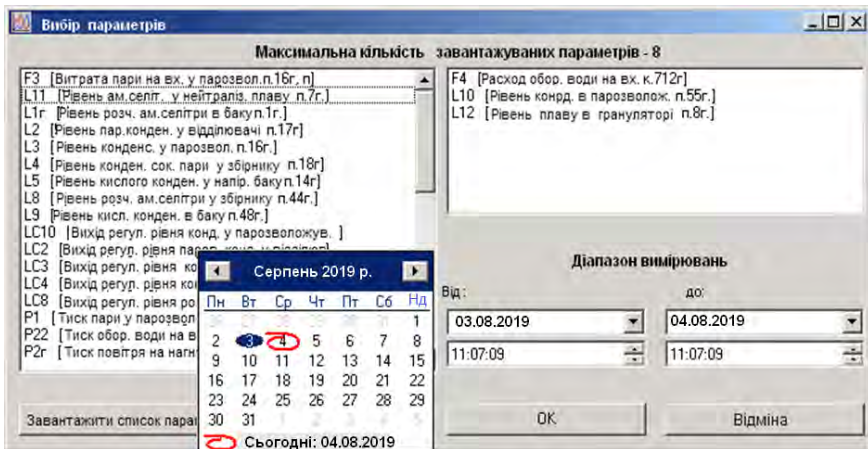 Вибір параметрів
Максимальна кількість завантажуваних параметрів - 8
F3 [Витрата пари на вх. у парозвол.п.16г, п]
L11 [Рівень ам.селіт. у нейтраліз. плаву п.7г.]
L1г [Рівень розч. ам.селітри в баку п.1г.]
L2 [Рівень пар.конден. у відділювачі п.17г]
L3 [Рівень конденс. у парозвол. п.16г.]
L4 [Рівень конден. сок. пари у збірнику п.18г]
L5 [Рівень кислого конден. у напір. баку п.14г]
L8 [Рівень розч. ам.селітри у збірнику п.44г.]
L9 [Рівень кисл. конден. в баку п.48г.]
LC10 [Вихід регул. рівня конд. у парозволожув. ]
LC2 [Вихід регул. рівня
LC3 [Вихід регул. рівня ко
LC4 [Вихід регул. рівня ко
LC8 [Вихід регул. рівня ро
P1 [Тиск пари у парозвол
P22 [Тиск обор. води на в
P2г [Тиск повітря на нагн
Завантажити список пара
F4 [Расход обор. води на вх. к.712г]
L10 [Рівень конрд. в парозволож. п.55г.]
L12 [Рівень плаву в грануляторі п.8г.]
Серпень 2019 р.
Пн Вт Ср Чт Пт Сб Нд
1
2 3 4 5 6 7 8
9 10 11 12 13 14 15
16 17 18 19 20 21 22
23 24 25 26 27 28 29
30 31 1 2 3 4 5
Сьогодні: 04.08.2019
Діапазон вимірювань
Від: до:
03.08.2019 04.08.2019
11:07:09 11:07:09
OK Відміна